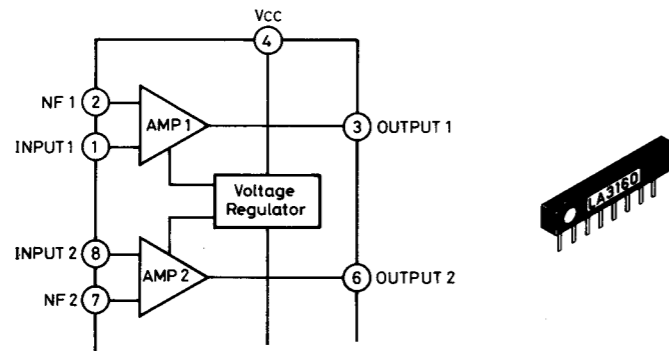 VCC
4
NF 1 2
AMP 1
3 OUTPUT 1
INPUT 1 1
Voltage
Regulator
LA3160
INPUT 2 8
AMP 2
6 OUTPUT 2
NF 2 7